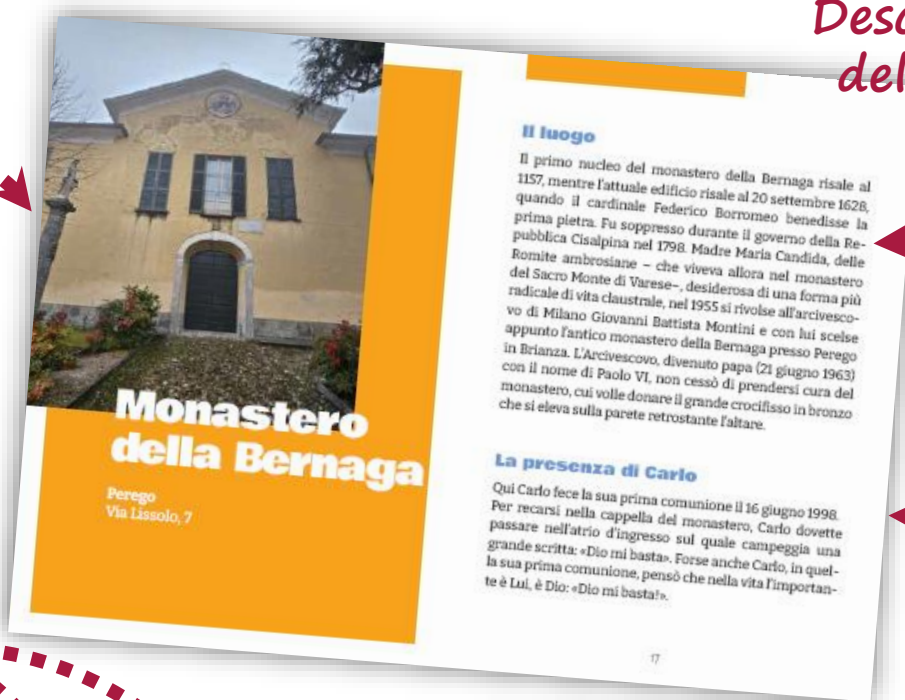 Desc
del
Monastero
della Bernaga
Perego
Via Lissolo, 7
Il luogo
Il primo nucleo del monastero della Bernaga risale al
1157, mentre l'attuale edificio risale al 20 settembre 1628,
quando il cardinale Federico Borromeo benedisse la
prima pietra. Fu soppresso durante il governo della Re-
pubblica Cisalpina nel 1798. Madre Maria Candida, delle
Romite ambrosiane – che viveva allora nel monastero
del Sacro Monte di Varese–, desiderosa di una forma più
radicale di vita claustrale, nel 1955 si rivolse all'arcivesco-
vo di Milano Giovanni Battista Montini e con lui scelse
appunto l'antico monastero della Bernaga presso Perego
in Brianza. L'Arcivescovo, divenuto papa (21 giugno 1963)
con il nome di Paolo VI, non cessò di prendersi cura del
monastero, cui volle donare il grande crocifisso in bronzo
che si eleva sulla parete retrostante l'altare.
La presenza di Carlo
Qui Carlo fece la sua prima comunione il 16 giugno 1998.
Per recarsi nella cappella del monastero, Carlo dovette
passare nell'atrio d'ingresso sul quale campeggia una
grande scritta: «Dio mi basta». Forse anche Carlo, in quel-
la sua prima comunione, pensò che nella vita l'importan-
te è Lui, è Dio: «Dio mi basta!».
17